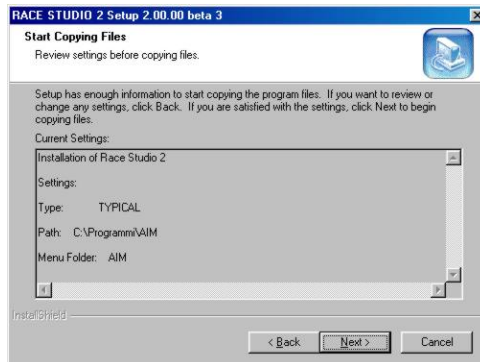 RACE STUDIO 2 Setup 2.00.00 beta 3
Start Copying Files
Review settings before copying files.
Setup has enough information to start copying the program files. If you want to review or
change any settings, click Back. If you are satisfied with the settings, click Next to begin
copying files.
Current Settings:
Installation of Race Studio 2
Settings:
Type: TYPICAL
Path: C:\Programmi\AIM
Menu Folder: AIM
InstallShield
< Back Next > Cancel